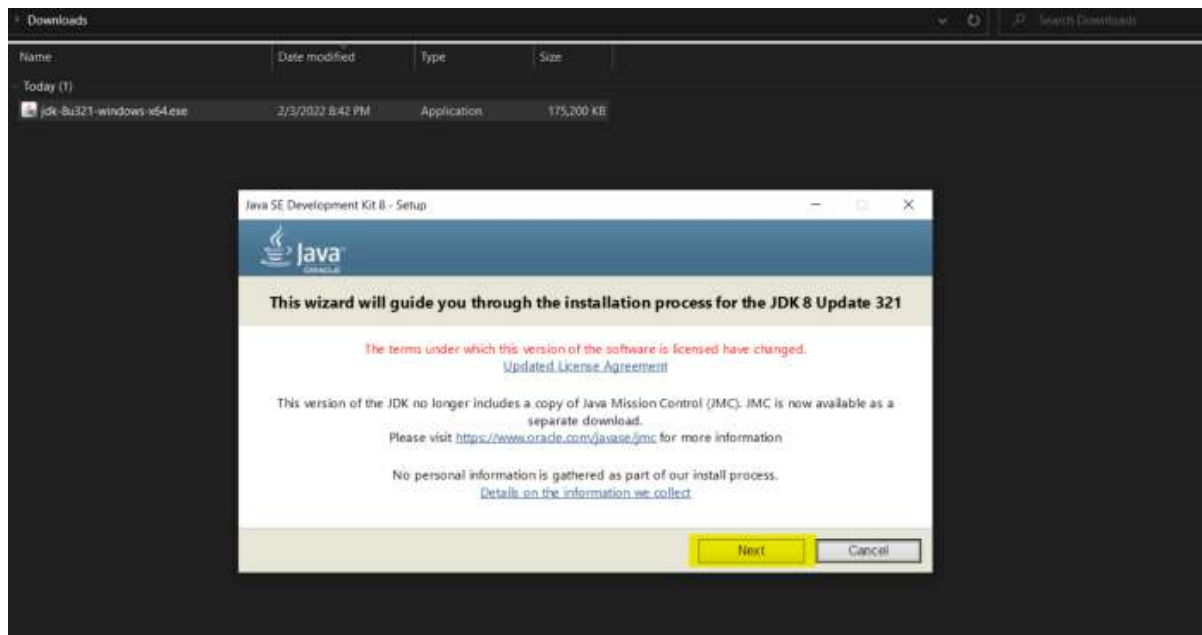 Downloads
Search Downloads
Name Date modified Type Size
Today (1)
jdk-8u321-windows-x64.exe 2/3/2022 8:42 PM Application 175,200 KB
Java SE Development Kit 8 - Setup
Java
ORACLE
This wizard will guide you through the installation process for the JDK 8 Update 321
The terms under which this version of the software is licensed have changed.
Updated License Agreement
This version of the JDK no longer includes a copy of Java Mission Control (JMC). JMC is now available as a
separate download.
Please visit https://www.oracle.com/javase/jmc for more information
No personal information is gathered as part of our install process.
Details on the information we collect
Next Cancel